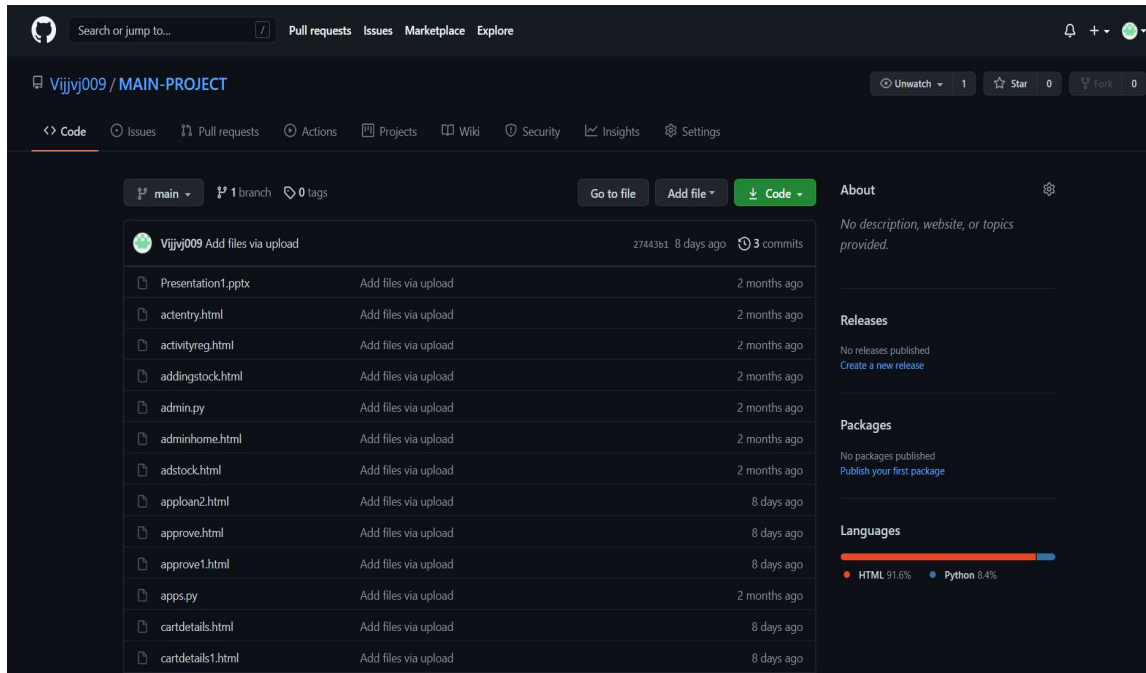 Search or jump to... / Pull requests Issues Marketplace Explore
Vijjvj009 / MAIN-PROJECT
Unwatch 1 Star 0 Fork 0
Code Issues Pull requests Actions Projects Wiki Security Insights Settings
main 1 branch 0 tags Go to file Add file Code
Vijjvj009 Add files via upload 27443b1 8 days ago 3 commits
Presentation1.pptx Add files via upload 2 months ago
actentry.html Add files via upload 2 months ago
activityreg.html Add files via upload 2 months ago
addingstock.html Add files via upload 2 months ago
admin.py Add files via upload 2 months ago
adminhome.html Add files via upload 2 months ago
adstock.html Add files via upload 2 months ago
apploan2.html Add files via upload 8 days ago
approve.html Add files via upload 8 days ago
approve1.html Add files via upload 8 days ago
apps.py Add files via upload 2 months ago
cartdetails.html Add files via upload 8 days ago
cartdetails1.html Add files via upload 8 days ago
About
No description, website, or topics
provided.
Releases
No releases published
Create a new release
Packages
No packages published
Publish your first package
Languages
HTML 91.6% Python 8.4%